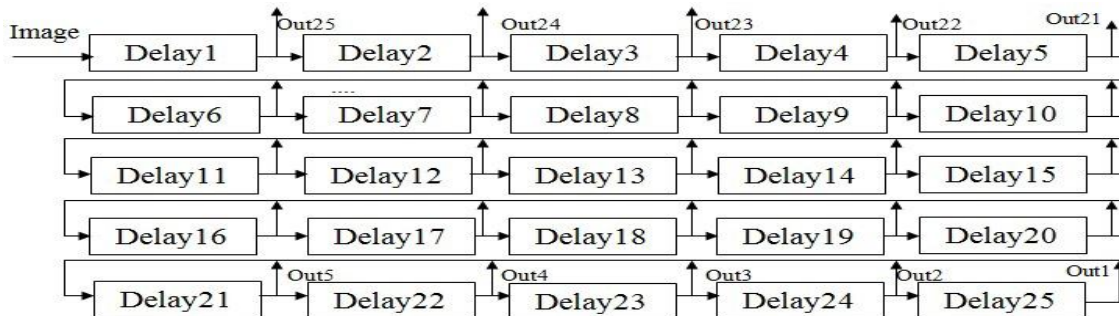 Image Out25 Out24 Out23 Out22 Out21
Delay1 Delay2 Delay3 Delay4 Delay5
....
Delay6 Delay7 Delay8 Delay9 Delay10
Delay11 Delay12 Delay13 Delay14 Delay15
Delay16 Delay17 Delay18 Delay19 Delay20
Out5 Out4 Out3 Out2 Out1
Delay21 Delay22 Delay23 Delay24 Delay25